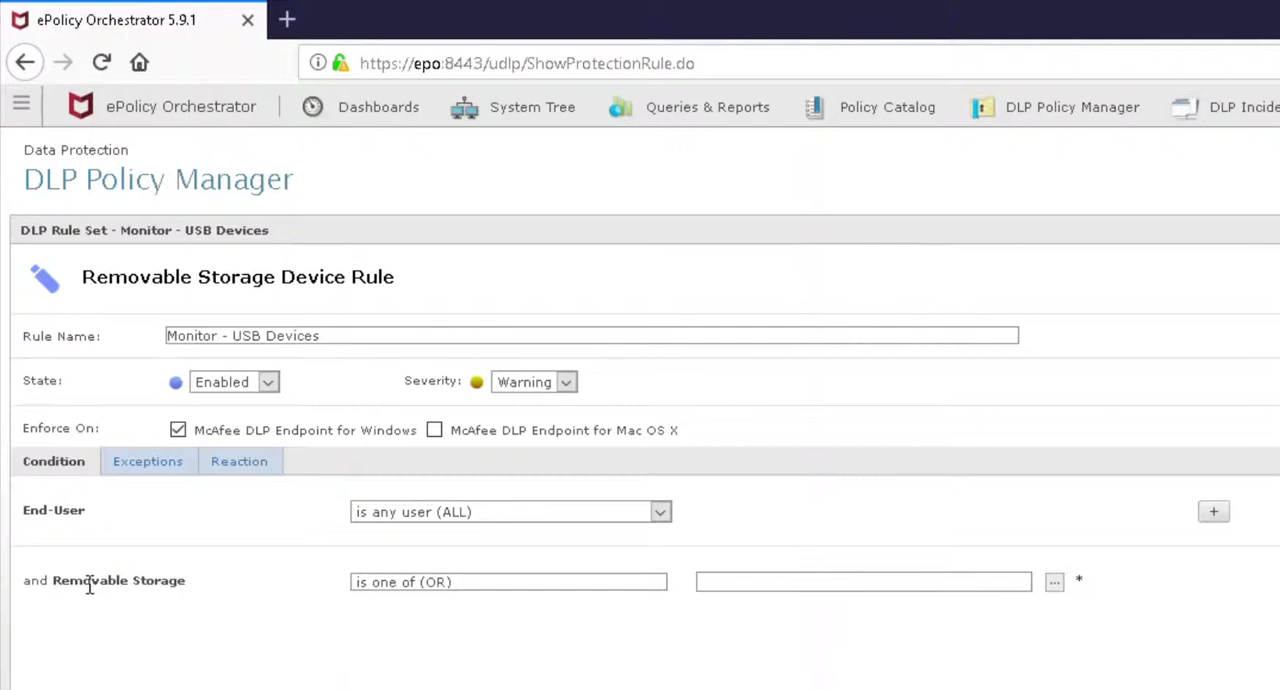 ePolicy Orchestrator 5.9.1
https://epo:8443/udlp/ShowProtectionRule.do
ePolicy Orchestrator Dashboards System Tree Queries & Reports Policy Catalog DLP Policy Manager DLP Incide
Data Protection
DLP Policy Manager
DLP Rule Set - Monitor - USB Devices
Removable Storage Device Rule
Rule Name: Monitor - USB Devices
State: Enabled Severity: Warning
Enforce On: McAfee DLP Endpoint for Windows McAfee DLP Endpoint for Mac OS X
Condition Exceptions Reaction
End-User is any user (ALL) +
and Removable Storage is one of (OR) ... *